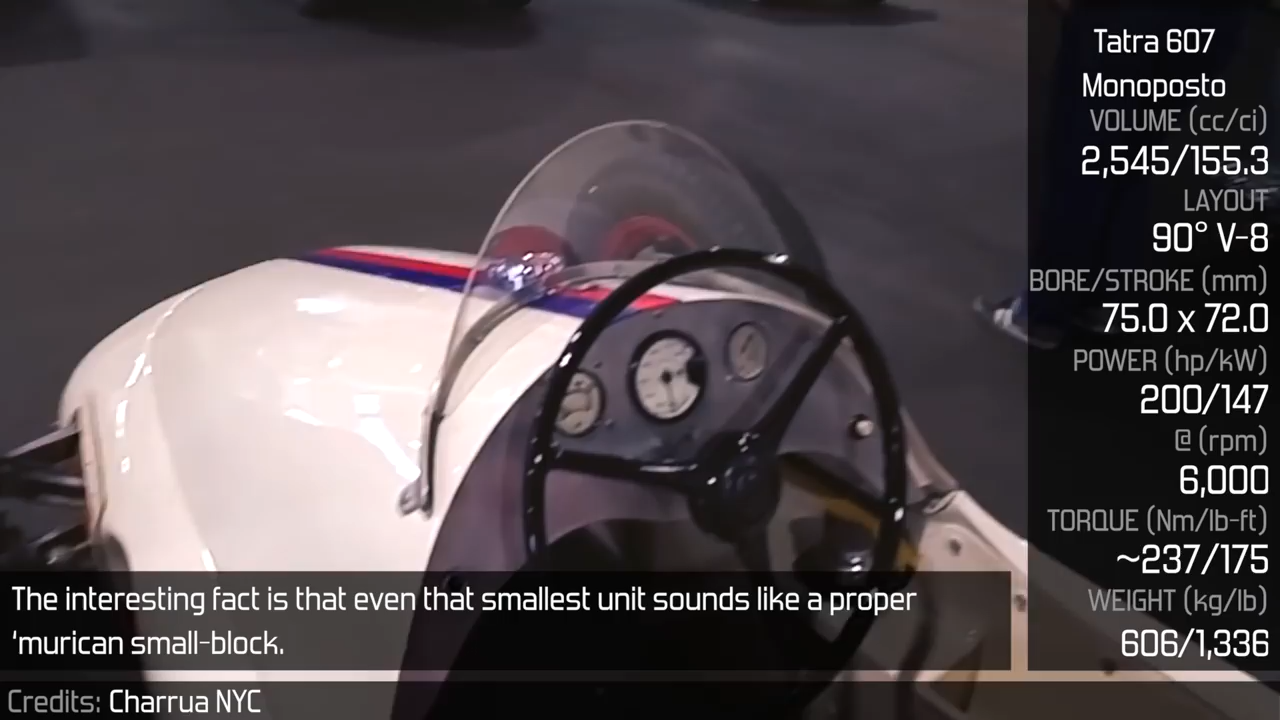 Tatra 607
Monoposto
VOLUME (cc/ci)
2,545/155.3
LAYOUT
90° V-8
BORE/STROKE (mm)
75.0 x 72.0
POWER (hp/kW)
200/147
@ (rpm)
6,000
TORQUE (Nm/lb-ft)
~237/175
WEIGHT (kg/lb)
606/1,336
The interesting fact is that even that smallest unit sounds like a proper
'murican small-block.
Credits: Charrua NYC